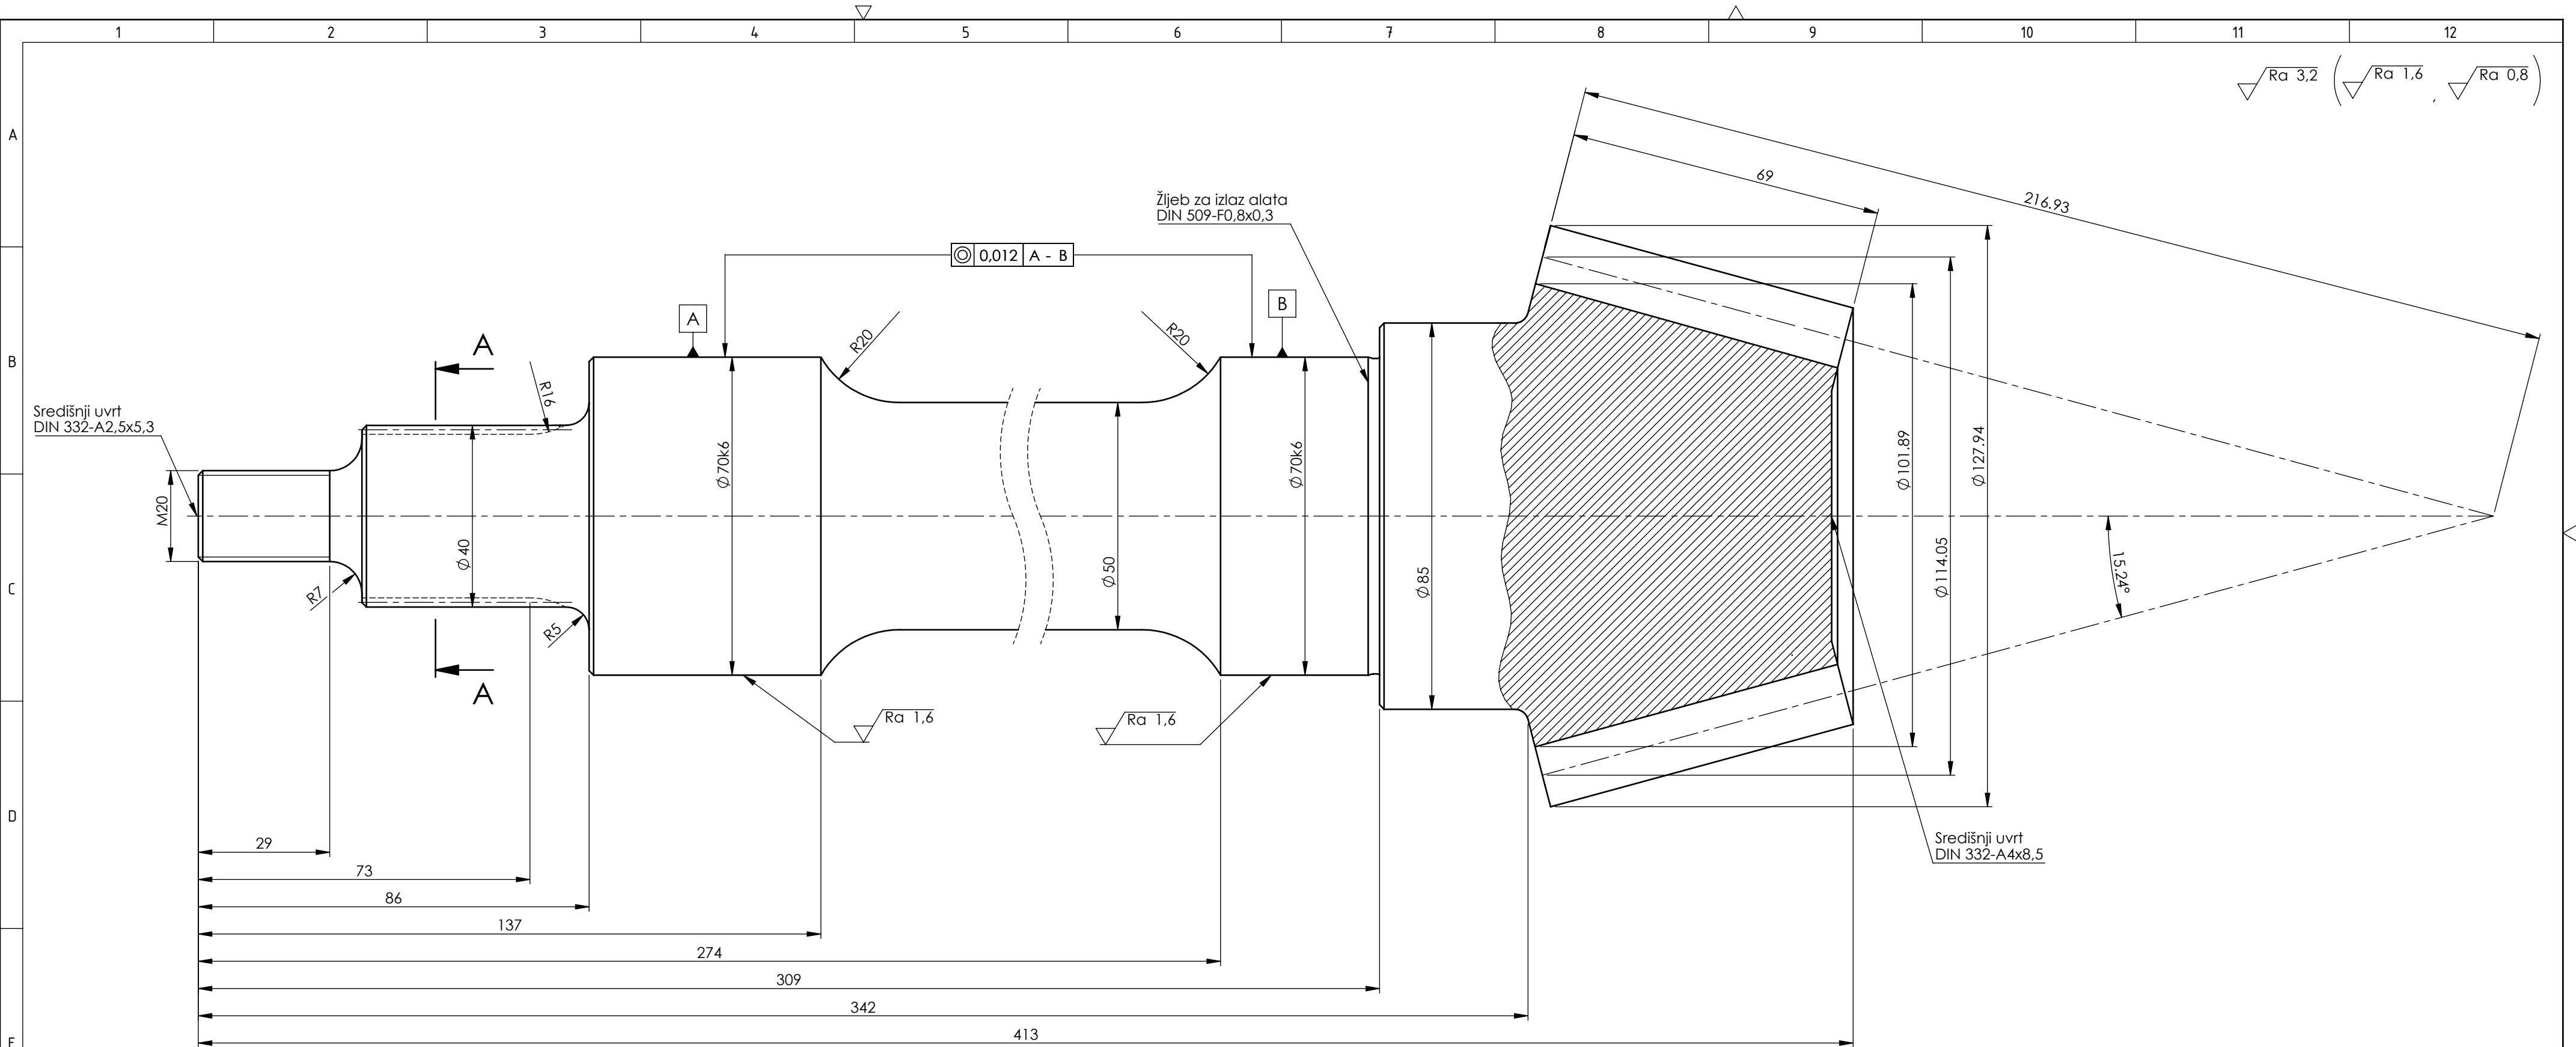 1 2 3 4 5 6 7 8 9 10 11 12
Ra 3,2 ( Ra 1,6 , Ra 0,8 )
A
69
216.93
Žljeb za izlaz alata
DIN 509-F0,8x0,3
0,012 A - B
A
B
R20
R20
A
B
R16
Središnji uvrt
DIN 332-A2,5x5,3
M20
Ø40
Ø70k6
Ø50
Ø70k6
Ø85
Ø101.89
Ø114.05
Ø127.94
15.24°
C
R7
R5
A
Ra 1,6
Ra 1,6
D
Središnji uvrt
DIN 332-A4x8,5
29
73
86
137
274
309
342
413
E